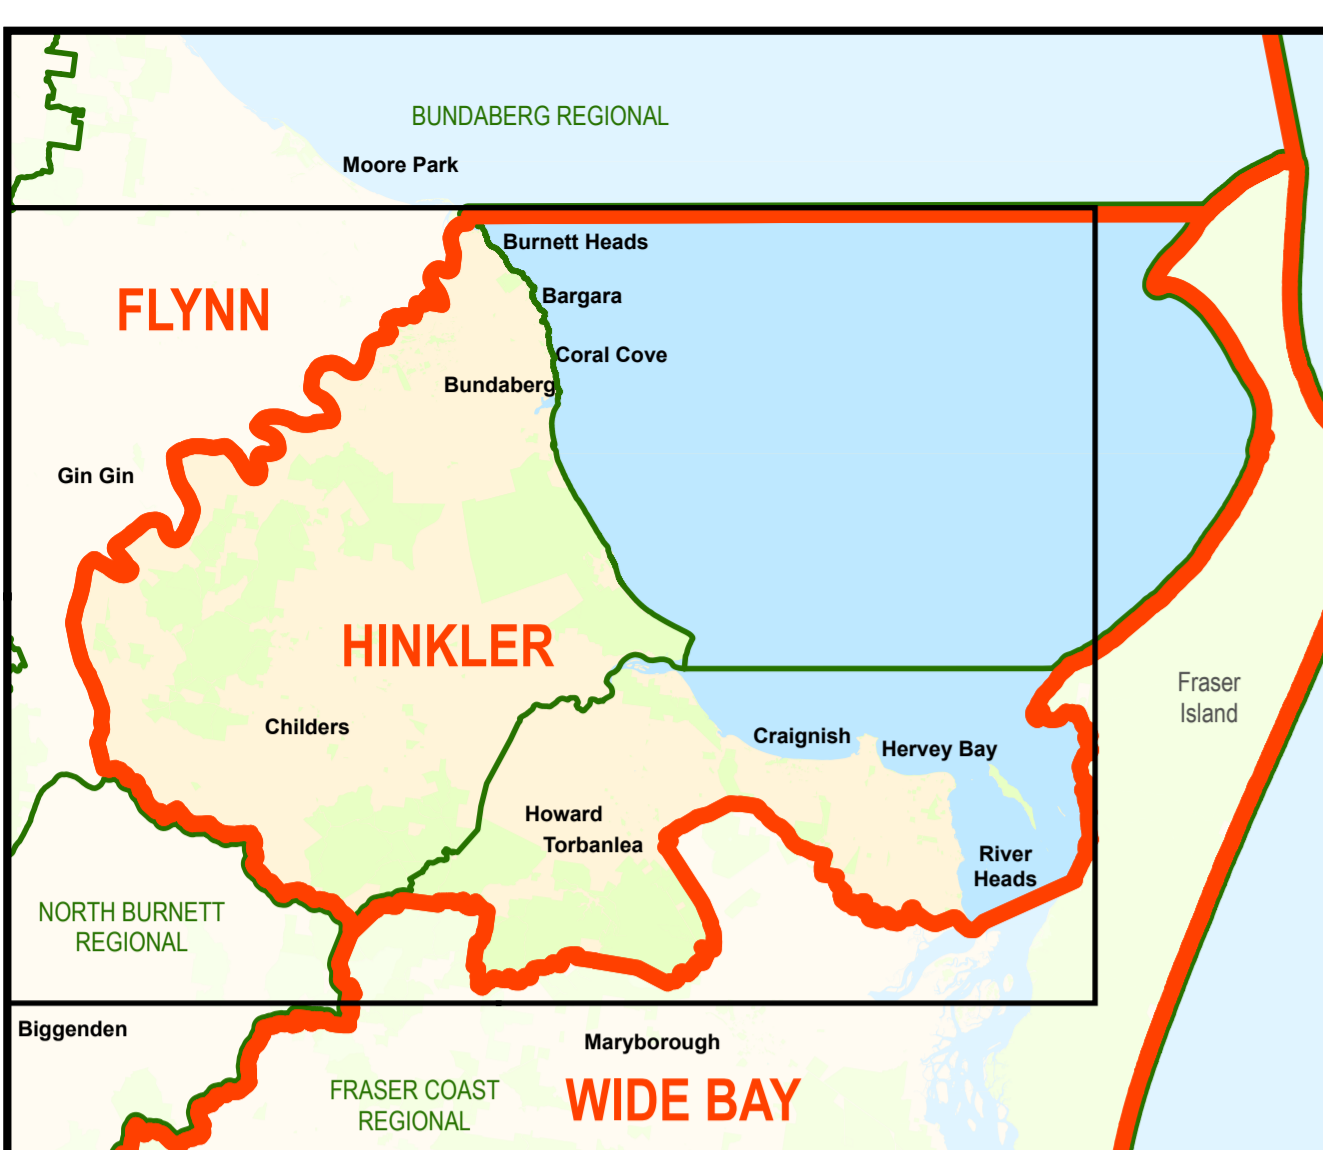 BUNDABERG REGIONAL
Moore Park
Burnett Heads
FLYNN
Bargara
Coral Cove
Bundaberg
Gin Gin
HINKLER
Fraser
Island
Childers
Craignish
Hervey Bay
Howard
Torbanlea
River
Heads
NORTH BURNETT
REGIONAL
Biggenden
Maryborough
FRASER COAST
REGIONAL
WIDE BAY